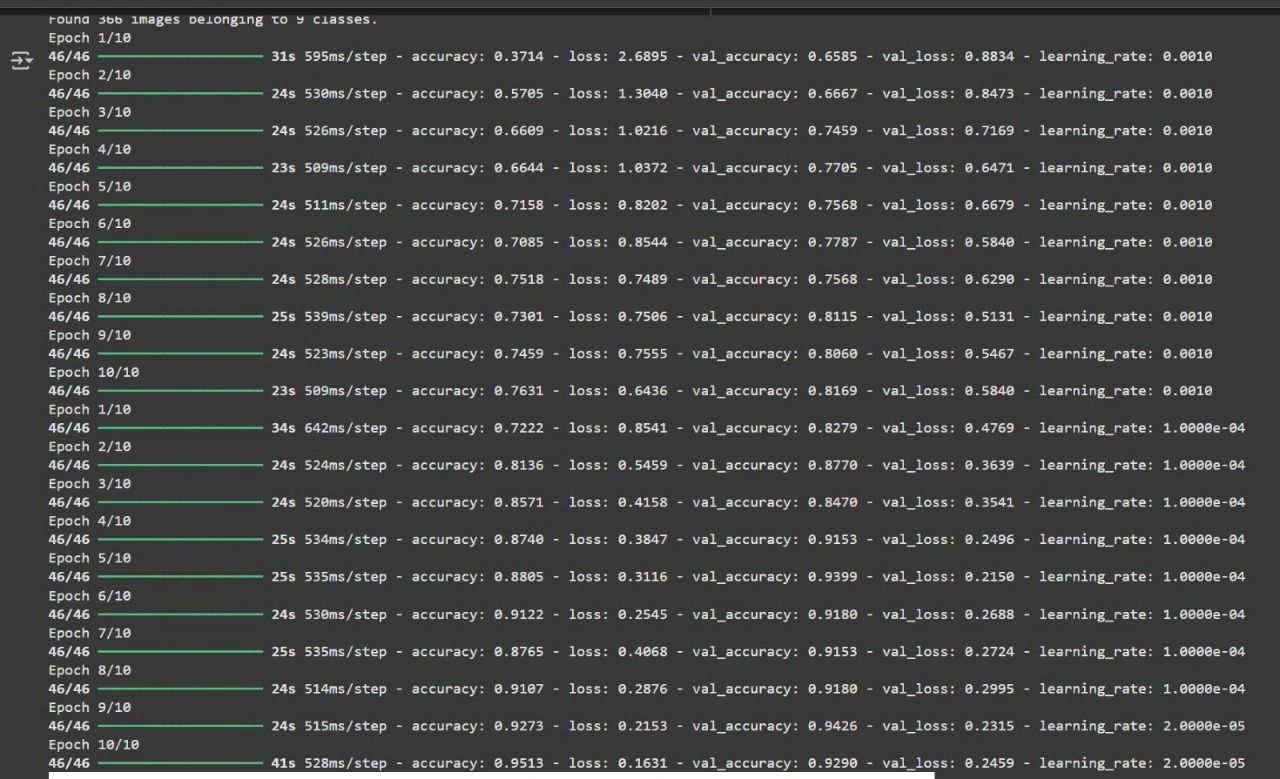 Found 366 images belonging to 9 classes.
Epoch 1/10
46/46 31s 595ms/step - accuracy: 0.3714 - loss: 2.6895 - val_accuracy: 0.6585 - val_loss: 0.8834 - learning_rate: 0.0010
Epoch 2/10
46/46 24s 530ms/step - accuracy: 0.5705 - loss: 1.3040 - val_accuracy: 0.6667 - val_loss: 0.8473 - learning_rate: 0.0010
Epoch 3/10
46/46 24s 526ms/step - accuracy: 0.6609 - loss: 1.0216 - val_accuracy: 0.7459 - val_loss: 0.7169 - learning_rate: 0.0010
Epoch 4/10
46/46 23s 509ms/step - accuracy: 0.6644 - loss: 1.0372 - val_accuracy: 0.7705 - val_loss: 0.6471 - learning_rate: 0.0010
Epoch 5/10
46/46 24s 511ms/step - accuracy: 0.7158 - loss: 0.8202 - val_accuracy: 0.7568 - val_loss: 0.6679 - learning_rate: 0.0010
Epoch 6/10
46/46 24s 526ms/step - accuracy: 0.7085 - loss: 0.8544 - val_accuracy: 0.7787 - val_loss: 0.5840 - learning_rate: 0.0010
Epoch 7/10
46/46 24s 528ms/step - accuracy: 0.7518 - loss: 0.7489 - val_accuracy: 0.7568 - val_loss: 0.6290 - learning_rate: 0.0010
Epoch 8/10
46/46 25s 539ms/step - accuracy: 0.7301 - loss: 0.7506 - val_accuracy: 0.8115 - val_loss: 0.5131 - learning_rate: 0.0010
Epoch 9/10
46/46 24s 523ms/step - accuracy: 0.7459 - loss: 0.7555 - val_accuracy: 0.8060 - val_loss: 0.5467 - learning_rate: 0.0010
Epoch 10/10
46/46 23s 509ms/step - accuracy: 0.7631 - loss: 0.6436 - val_accuracy: 0.8169 - val_loss: 0.5840 - learning_rate: 0.0010
Epoch 1/10
46/46 34s 642ms/step - accuracy: 0.7222 - loss: 0.8541 - val_accuracy: 0.8279 - val_loss: 0.4769 - learning_rate: 1.0000e-04
Epoch 2/10
46/46 24s 524ms/step - accuracy: 0.8136 - loss: 0.5459 - val_accuracy: 0.8770 - val_loss: 0.3639 - learning_rate: 1.0000e-04
Epoch 3/10
46/46 24s 520ms/step - accuracy: 0.8571 - loss: 0.4158 - val_accuracy: 0.8470 - val_loss: 0.3541 - learning_rate: 1.0000e-04
Epoch 4/10
46/46 25s 534ms/step - accuracy: 0.8740 - loss: 0.3847 - val_accuracy: 0.9153 - val_loss: 0.2496 - learning_rate: 1.0000e-04
Epoch 5/10
46/46 25s 535ms/step - accuracy: 0.8805 - loss: 0.3116 - val_accuracy: 0.9399 - val_loss: 0.2150 - learning_rate: 1.0000e-04
Epoch 6/10
46/46 24s 530ms/step - accuracy: 0.9122 - loss: 0.2545 - val_accuracy: 0.9180 - val_loss: 0.2688 - learning_rate: 1.0000e-04
Epoch 7/10
46/46 25s 535ms/step - accuracy: 0.8765 - loss: 0.4068 - val_accuracy: 0.9153 - val_loss: 0.2724 - learning_rate: 1.0000e-04
Epoch 8/10
46/46 24s 514ms/step - accuracy: 0.9107 - loss: 0.2876 - val_accuracy: 0.9180 - val_loss: 0.2995 - learning_rate: 1.0000e-04
Epoch 9/10
46/46 24s 515ms/step - accuracy: 0.9273 - loss: 0.2153 - val_accuracy: 0.9426 - val_loss: 0.2315 - learning_rate: 2.0000e-05
Epoch 10/10
46/46 41s 528ms/step - accuracy: 0.9513 - loss: 0.1631 - val_accuracy: 0.9290 - val_loss: 0.2459 - learning_rate: 2.0000e-05